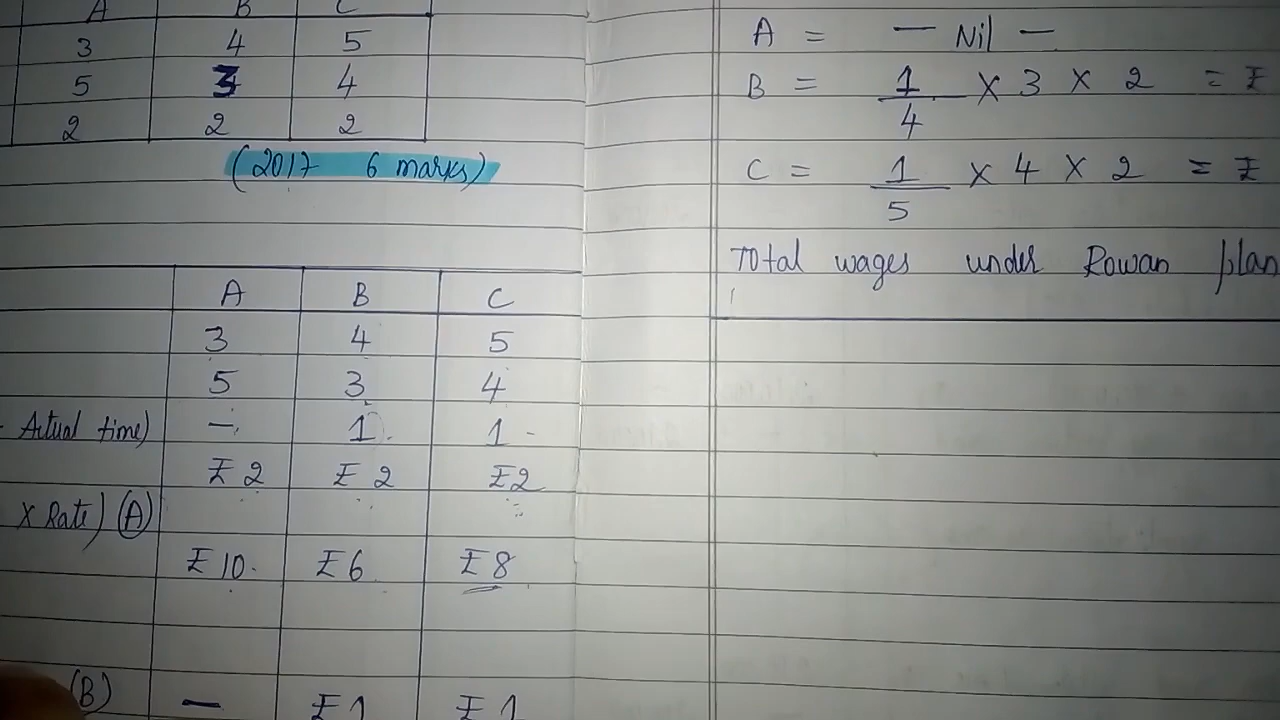 A B C
3 4 5
5 3 4
2 2 2
(2017 6 marks)
A B C
3 4 5
5 3 4
Actual time) — 1 1
₹2 ₹2 ₹2
X Rate) (A)
₹10 ₹6 ₹8
(B) — ₹1 ₹1
A = — Nil —
B = 1/4 X 3 X 2 = ₹
C = 1/5 X 4 X 2 = ₹
Total wages under Rowan plan